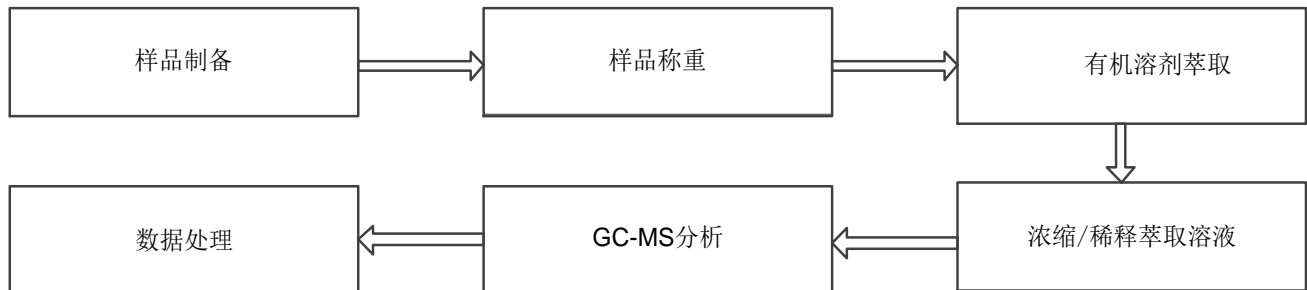 样品制备
样品称重
有机溶剂萃取
浓缩/稀释萃取溶液
GC-MS分析
数据处理